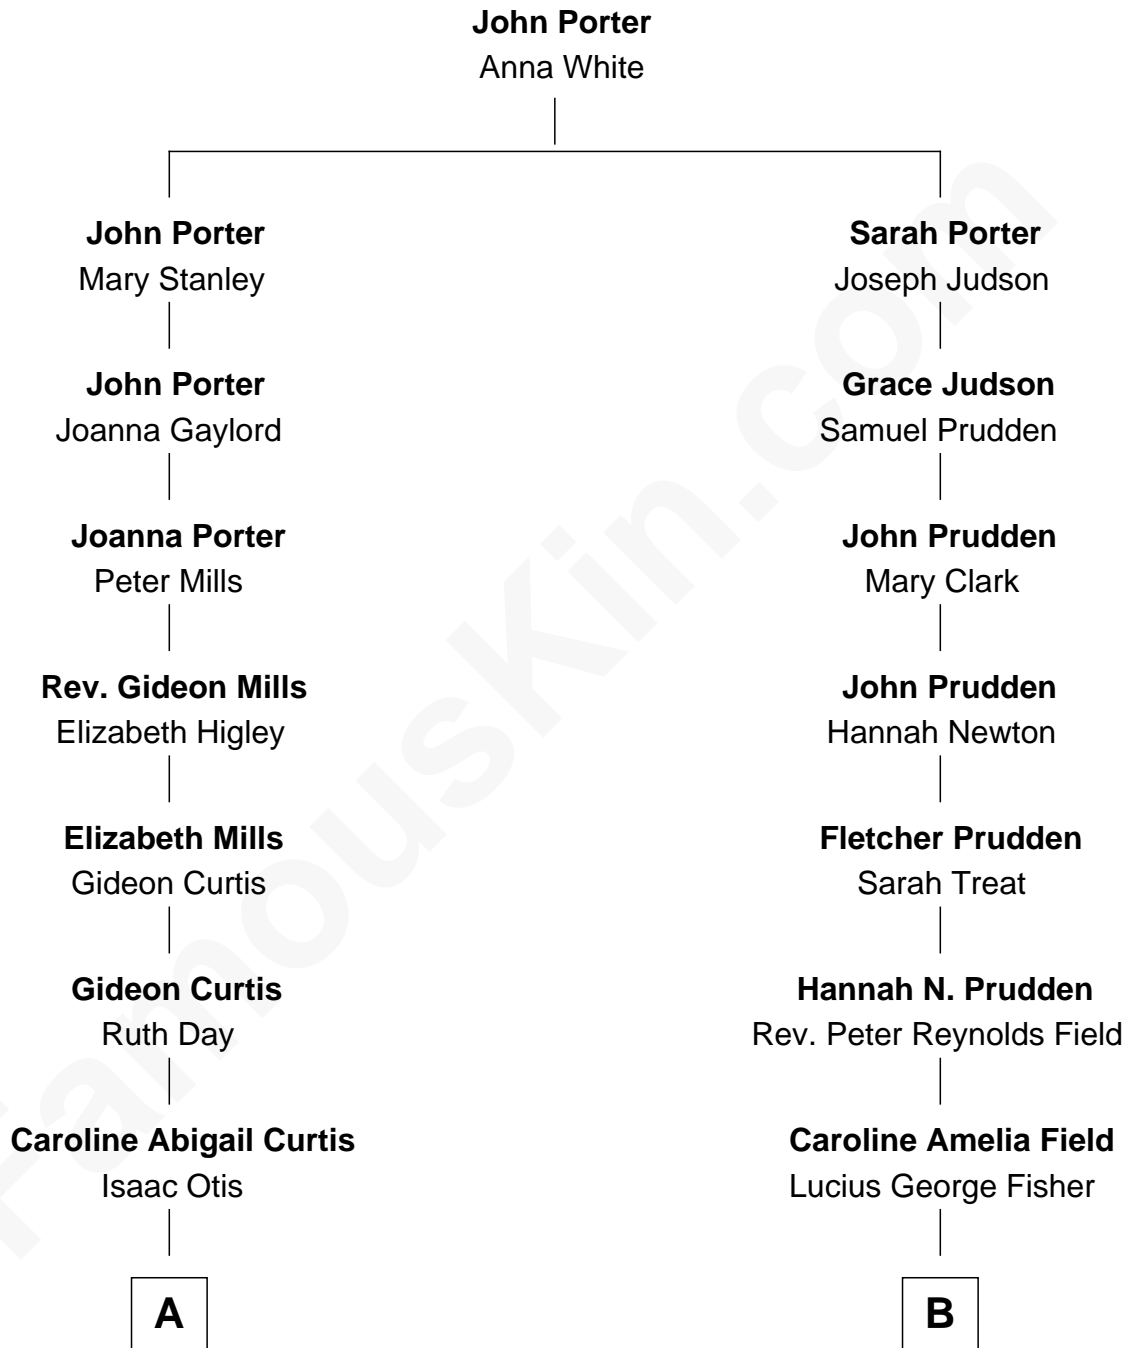 John Porter
Anna White
John Porter
Mary Stanley
Sarah Porter
Joseph Judson
John Porter
Joanna Gaylord
Grace Judson
Samuel Prudden
Joanna Porter
Peter Mills
John Prudden
Mary Clark
Rev. Gideon Mills
Elizabeth Higley
John Prudden
Hannah Newton
Elizabeth Mills
Gideon Curtis
Fletcher Prudden
Sarah Treat
Gideon Curtis
Ruth Day
Hannah N. Prudden
Rev. Peter Reynolds Field
Caroline Abigail Curtis
Isaac Otis
Caroline Amelia Field
Lucius George Fisher
A
B
FamousKin.com